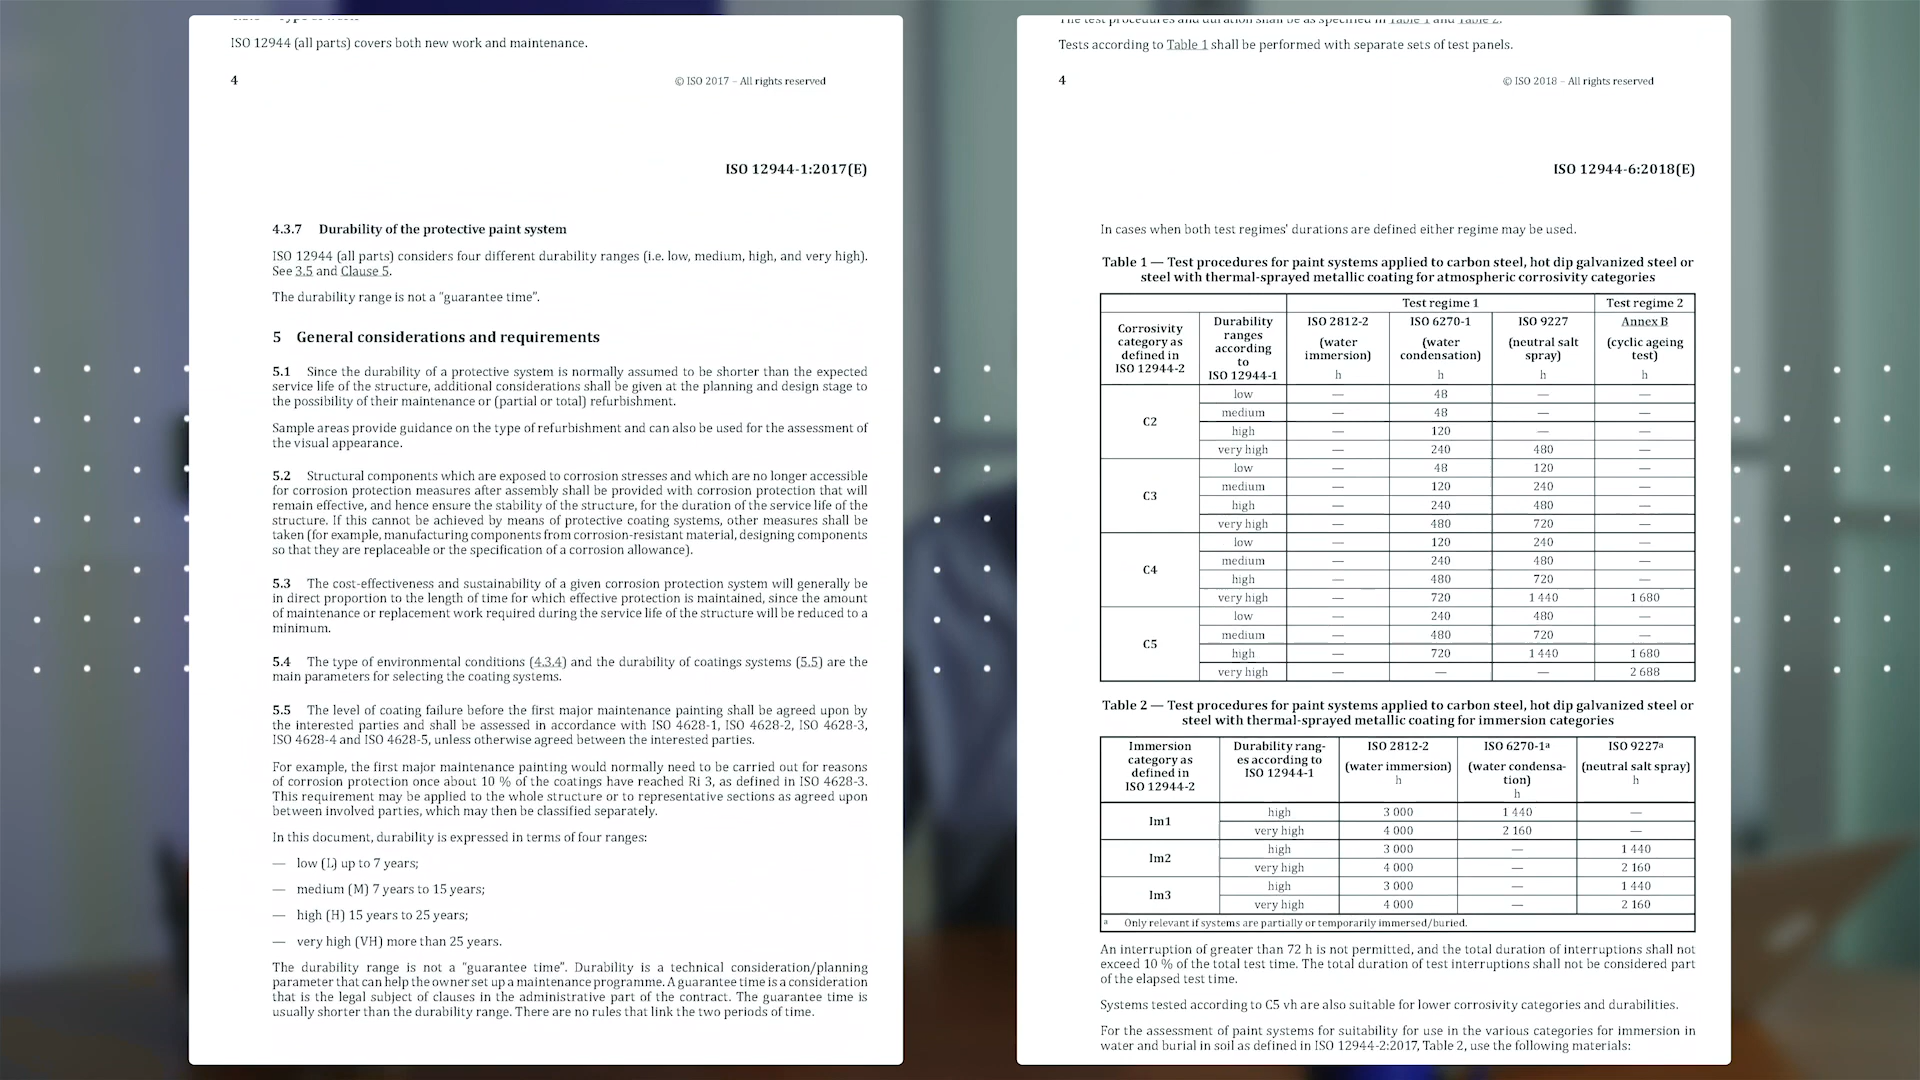 ISO 12944 (all parts) covers both new work and maintenance.
4
© ISO 2017 – All rights reserved
ISO 12944-1:2017(E)
4.3.7 Durability of the protective paint system
ISO 12944 (all parts) considers four different durability ranges (i.e. low, medium, high, and very high).
See 3.5 and Clause 5.
The durability range is not a “guarantee time”.
5 General considerations and requirements
5.1 Since the durability of a protective system is normally assumed to be shorter than the expected
service life of the structure, additional considerations shall be given at the planning and design stage to
the possibility of their maintenance or (partial or total) refurbishment.
Sample areas provide guidance on the type of refurbishment and can also be used for the assessment of
the visual appearance.
5.2 Structural components which are exposed to corrosion stresses and which are no longer accessible
for corrosion protection measures after assembly shall be provided with corrosion protection that will
remain effective, and hence ensure the stability of the structure, for the duration of the service life of the
structure. If this cannot be achieved by means of protective coating systems, other measures shall be
taken (for example, manufacturing components from corrosion-resistant material, designing components
so that they are replaceable or the specification of a corrosion allowance).
5.3 The cost-effectiveness and sustainability of a given corrosion protection system will generally be
in direct proportion to the length of time for which effective protection is maintained, since the amount
of maintenance or replacement work required during the service life of the structure will be reduced to a
minimum.
5.4 The type of environmental conditions (4.3.4) and the durability of coatings systems (5.5) are the
main parameters for selecting the coating systems.
5.5 The level of coating failure before the first major maintenance painting shall be agreed upon by
the interested parties and shall be assessed in accordance with ISO 4628-1, ISO 4628-2, ISO 4628-3,
ISO 4628-4 and ISO 4628-5, unless otherwise agreed between the interested parties.
For example, the first major maintenance painting would normally need to be carried out for reasons
of corrosion protection once about 10 % of the coatings have reached Ri 3, as defined in ISO 4628-3.
This requirement may be applied to the whole structure or to representative sections as agreed upon
between involved parties, which may then be classified separately.
In this document, durability is expressed in terms of four ranges:
— low (L) up to 7 years;
— medium (M) 7 years to 15 years;
— high (H) 15 years to 25 years;
— very high (VH) more than 25 years.
The durability range is not a “guarantee time”. Durability is a technical consideration/planning
parameter that can help the owner set up a maintenance programme. A guarantee time is a consideration
that is the legal subject of clauses in the administrative part of the contract. The guarantee time is
usually shorter than the durability range. There are no rules that link the two periods of time.
The test procedures and duration shall be as specified in Table 1 and Table 2.
Tests according to Table 1 shall be performed with separate sets of test panels.
4
© ISO 2018 – All rights reserved
ISO 12944-6:2018(E)
In cases when both test regimes’ durations are defined either regime may be used.
Table 1 — Test procedures for paint systems applied to carbon steel, hot dip galvanized steel or
steel with thermal-sprayed metallic coating for atmospheric corrosivity categories
Test regime 1 Test regime 2
Corrosivity category as defined in ISO 12944-2 Durability ranges according to ISO 12944-1 ISO 2812-2 (water immersion) h ISO 6270-1 (water condensation) h ISO 9227 (neutral salt spray) h Annex B (cyclic ageing test) h
C2
low — 48 — —
medium — 48 — —
high — 120 — —
very high — 240 480 —
C3
low — 48 120 —
medium — 120 240 —
high — 240 480 —
very high — 480 720 —
C4
low — 120 240 —
medium — 240 480 —
high — 480 720 —
very high — 720 1 440 1 680
C5
low — 240 480 —
medium — 480 720 —
high — 720 1 440 1 680
very high — — — 2 688
Table 2 — Test procedures for paint systems applied to carbon steel, hot dip galvanized steel or
steel with thermal-sprayed metallic coating for immersion categories
Immersion category as defined in ISO 12944-2 Durability rang-es according to ISO 12944-1 ISO 2812-2 (water immersion) h ISO 6270-1a (water condensa-tion) h ISO 9227a (neutral salt spray) h
Im1
high 3 000 1 440 —
very high 4 000 2 160 —
Im2
high 3 000 — 1 440
very high 4 000 — 2 160
Im3
high 3 000 — 1 440
very high 4 000 — 2 160
a Only relevant if systems are partially or temporarily immersed/buried.
An interruption of greater than 72 h is not permitted, and the total duration of interruptions shall not
exceed 10 % of the total test time. The total duration of test interruptions shall not be considered part
of the elapsed test time.
Systems tested according to C5 vh are also suitable for lower corrosivity categories and durabilities.
For the assessment of paint systems for suitability for use in the various categories for immersion in
water and burial in soil as defined in ISO 12944-2:2017, Table 2, use the following materials: